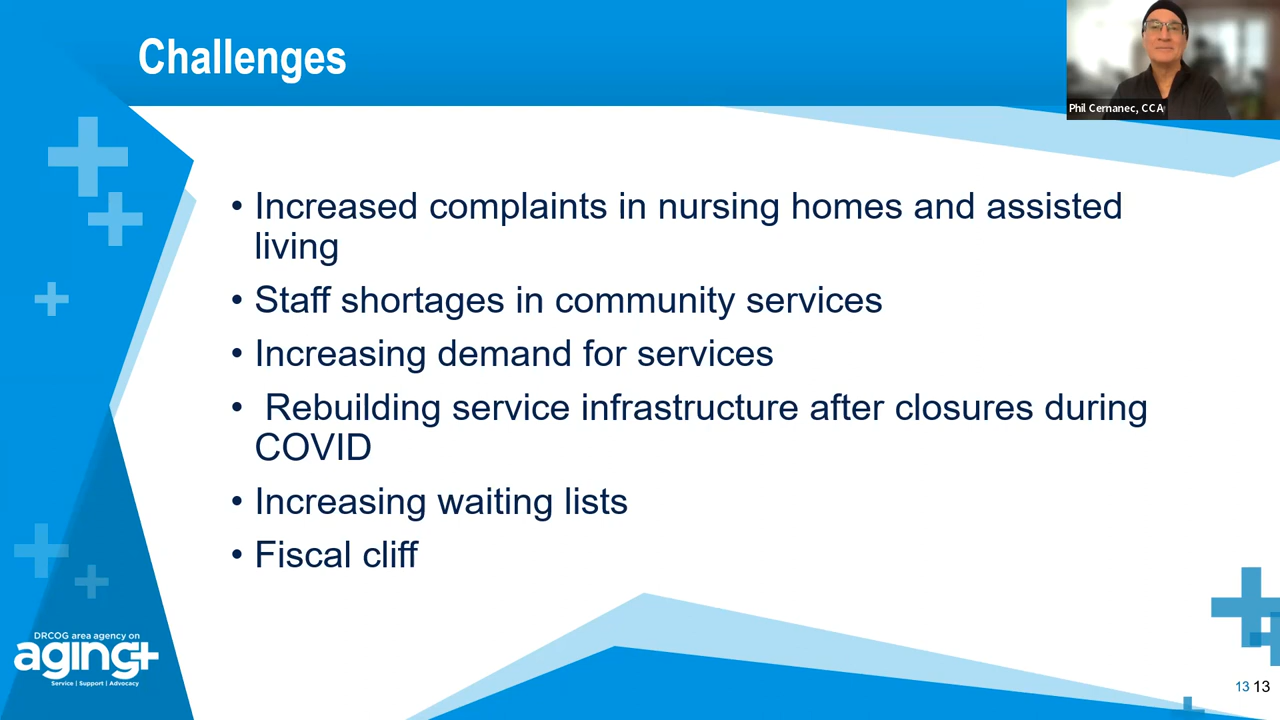 Challenges
Phil Cernanec, CCA
• Increased complaints in nursing homes and assisted
living
• Staff shortages in community services
• Increasing demand for services
• Rebuilding service infrastructure after closures during
COVID
• Increasing waiting lists
• Fiscal cliff
DRCOG area agency on
aging+
Service | Support | Advocacy
13 13